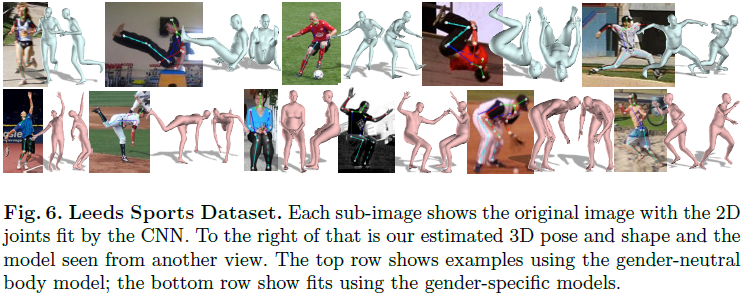 Fig. 6. Leeds Sports Dataset. Each sub-image shows the original image with the 2D
joints fit by the CNN. To the right of that is our estimated 3D pose and shape and the
model seen from another view. The top row shows examples using the gender-neutral
body model; the bottom row show fits using the gender-specific models.